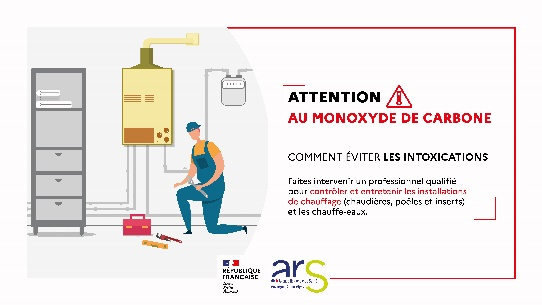 ATTENTION
AU MONOXYDE DE CARBONE
COMMENT ÉVITER LES INTOXICATIONS
Faites intervenir un professionnel qualifié
pour contrôler et entretenir les installations
de chauffage (chaudières, poêles et inserts)
et les chauffe-eaux.
RÉPUBLIQUE
FRANÇAISE
ars